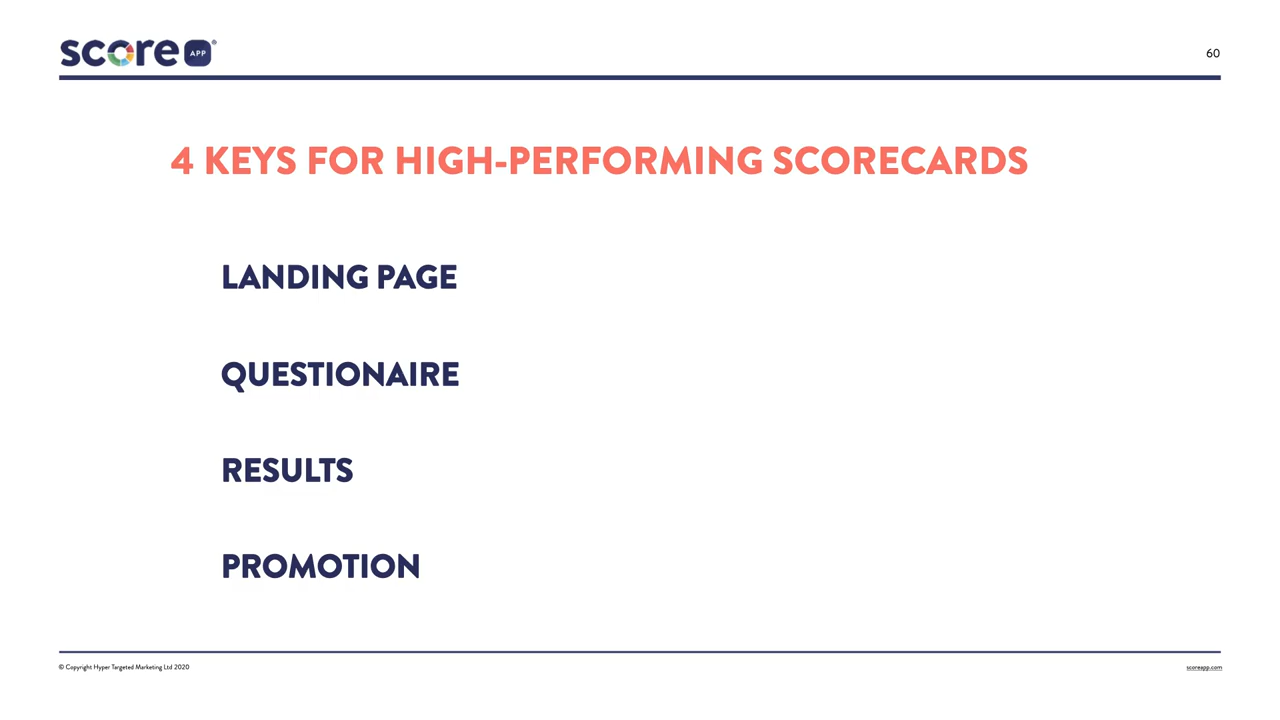 score APP®
60
4 KEYS FOR HIGH-PERFORMING SCORECARDS
LANDING PAGE
QUESTIONAIRE
RESULTS
PROMOTION
© Copyright Hyper Targeted Marketing Ltd 2020
scoreapp.com